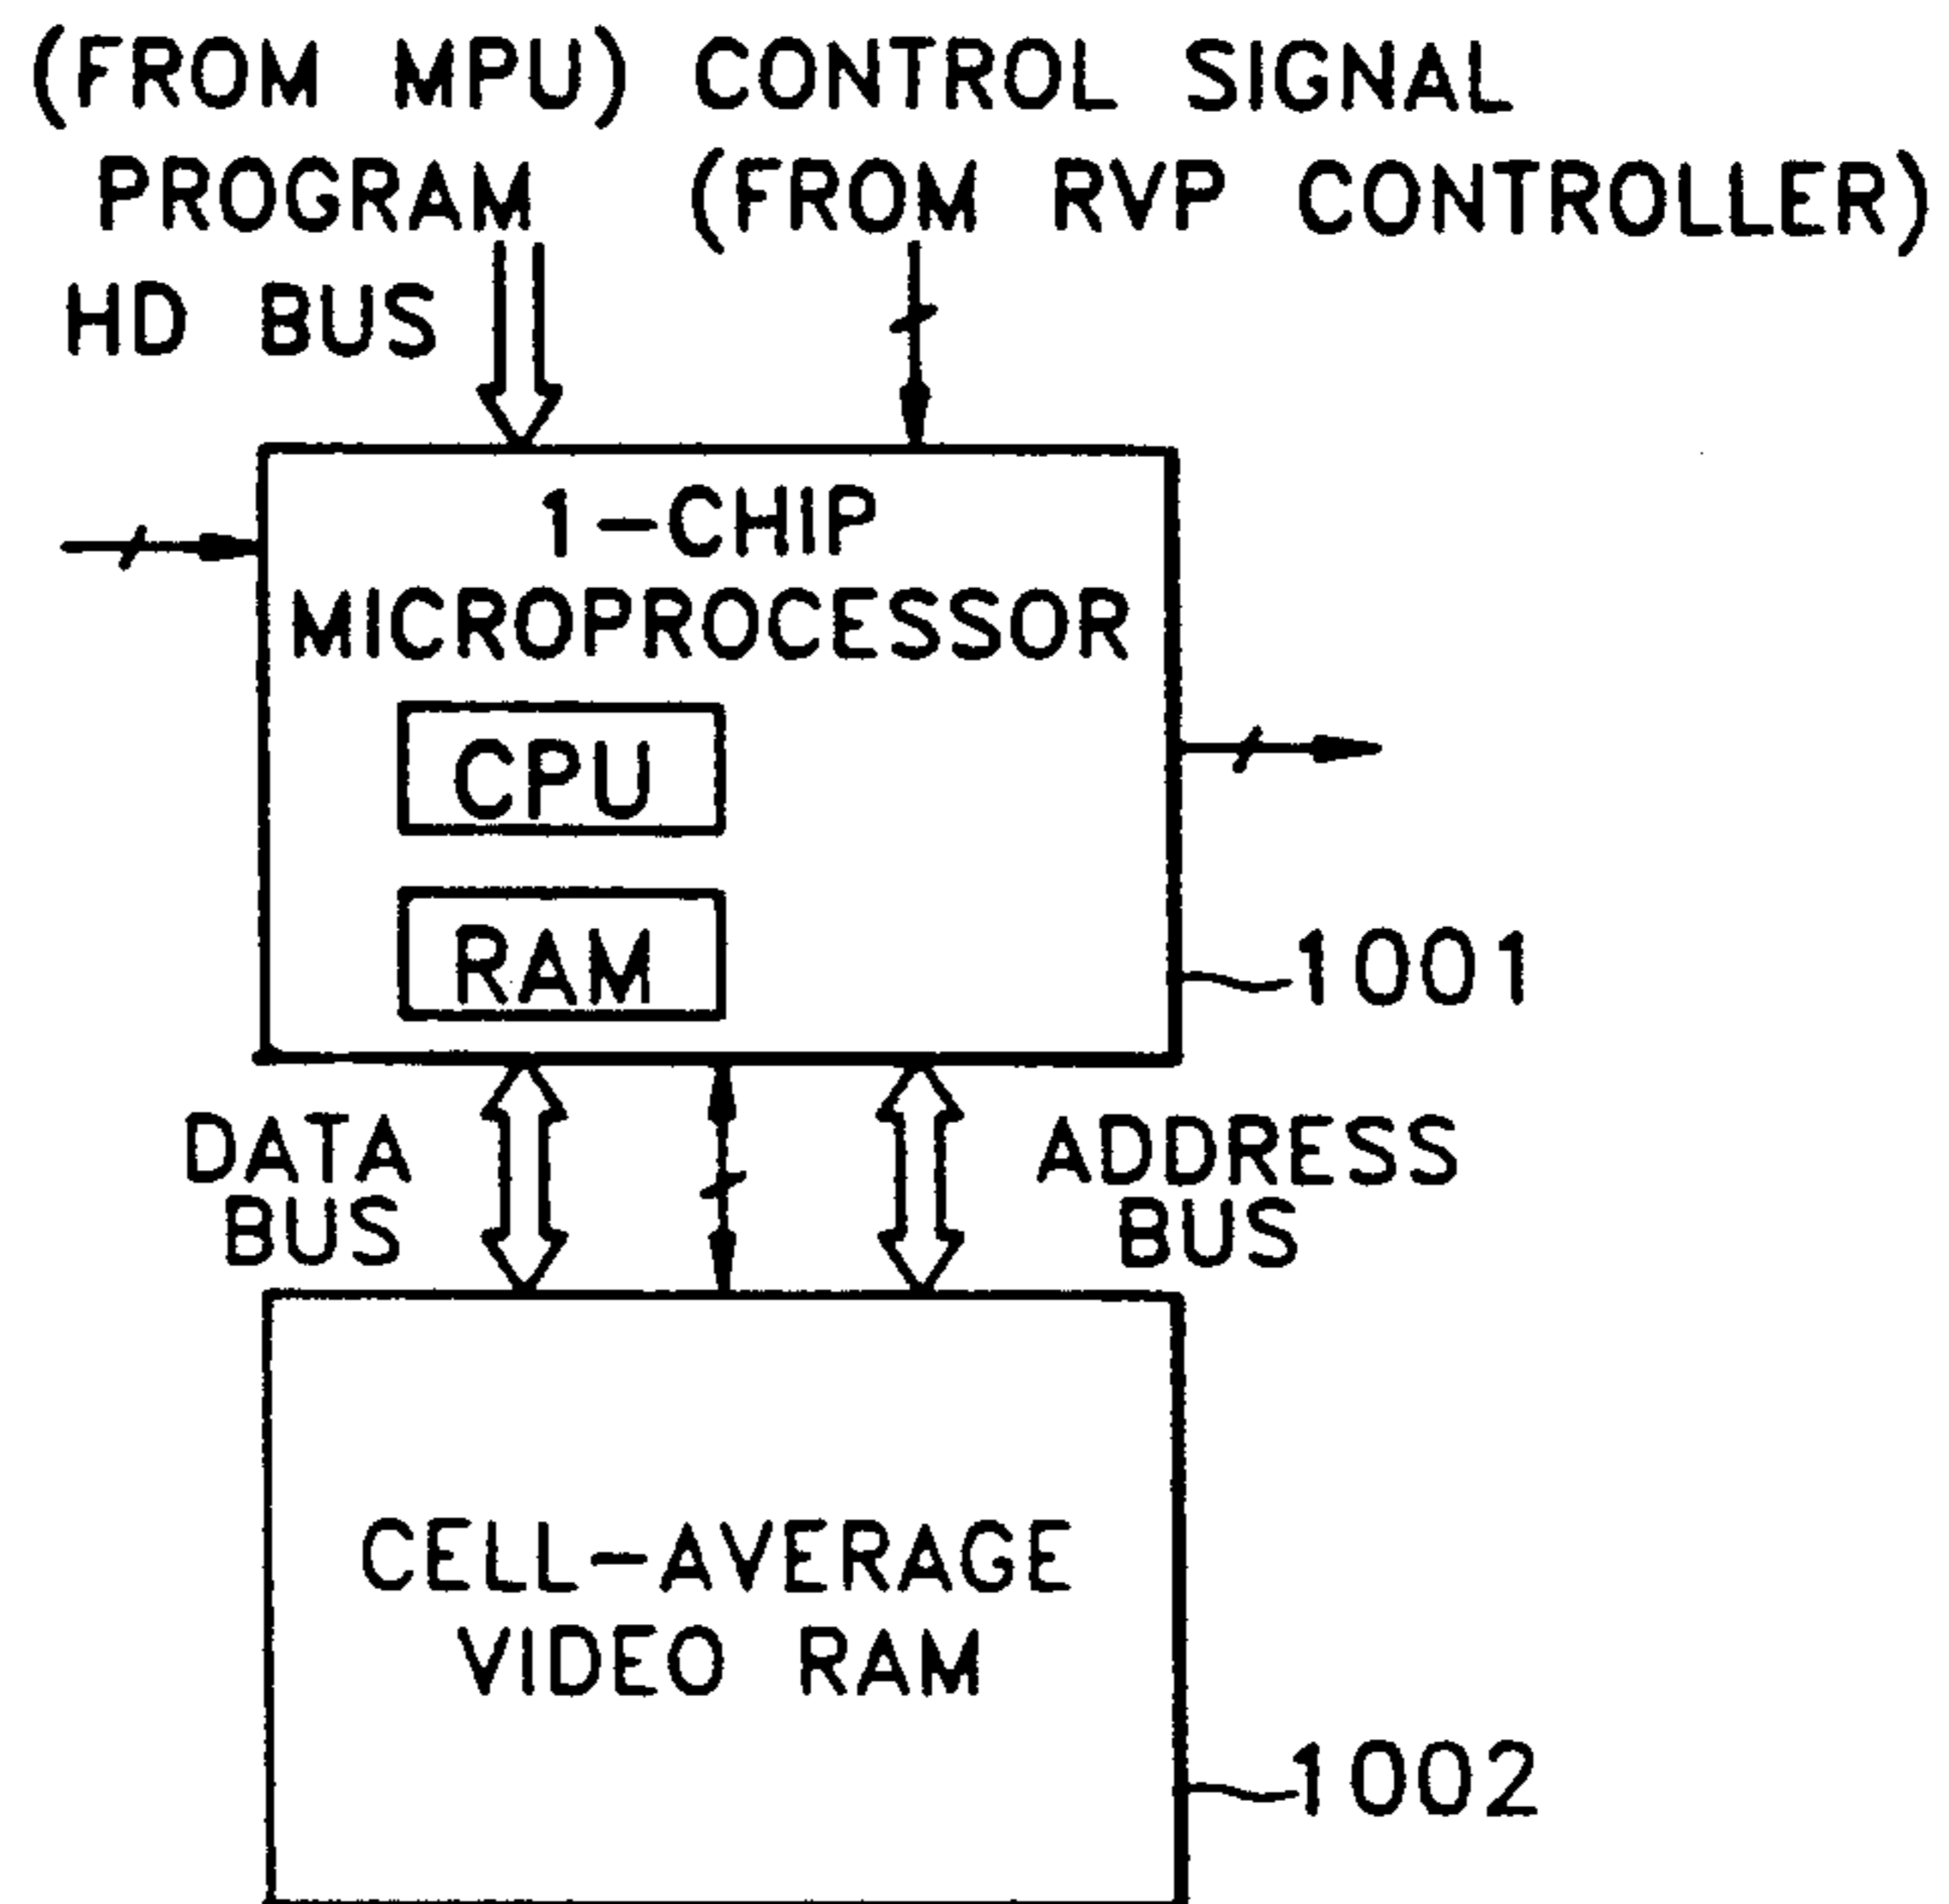 (FROM MPU)
PROGRAM
HD BUS
CONTROL SIGNAL
(FROM RVP CONTROLLER)
1-CHIP
MICROPROCESSOR
CPU
RAM
1001
DATA
BUS
ADDRESS
BUS
CELL-AVERAGE
VIDEO RAM
1002